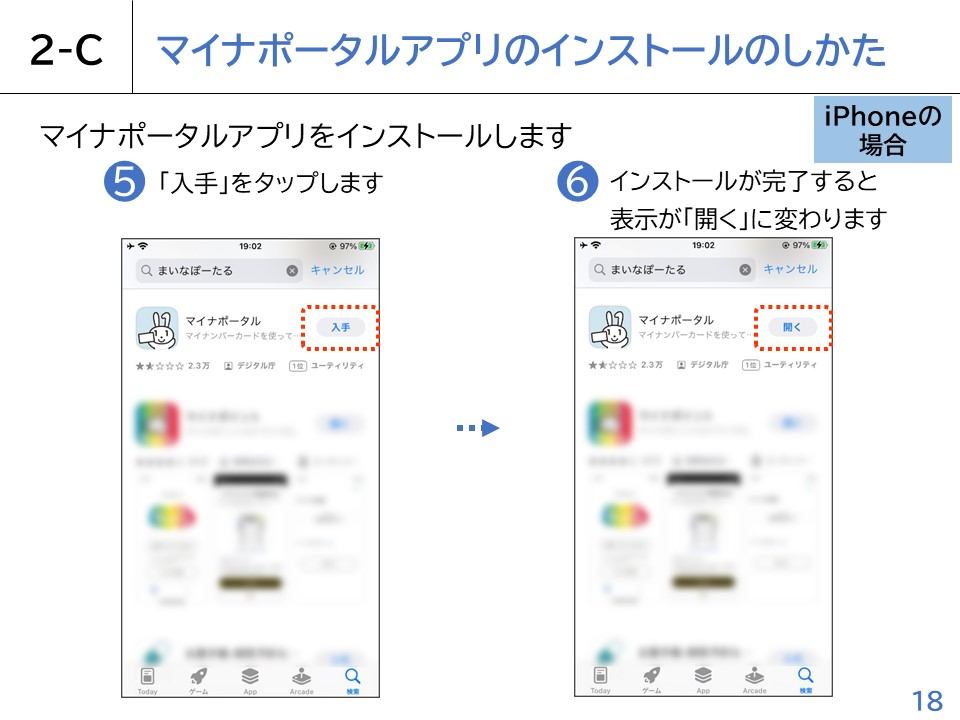 2-C
マイナポータルアプリのインストールのしかた
iPhoneの
場合
マイナポータルアプリをインストールします
5 「入手」をタップします
19:02 97%
まいなぽーたる キャンセル
マイナポータル
マイナンバーカードを使って…
入手
2.3万 デジタル庁 1位 ユーティリティ
Today ゲーム App Arcade 検索
6 インストールが完了すると
表示が「開く」に変わります
19:02 97%
まいなぽーたる キャンセル
マイナポータル
マイナンバーカードを使って…
開く
2.3万 デジタル庁 1位 ユーティリティ
Today ゲーム App Arcade 検索
18